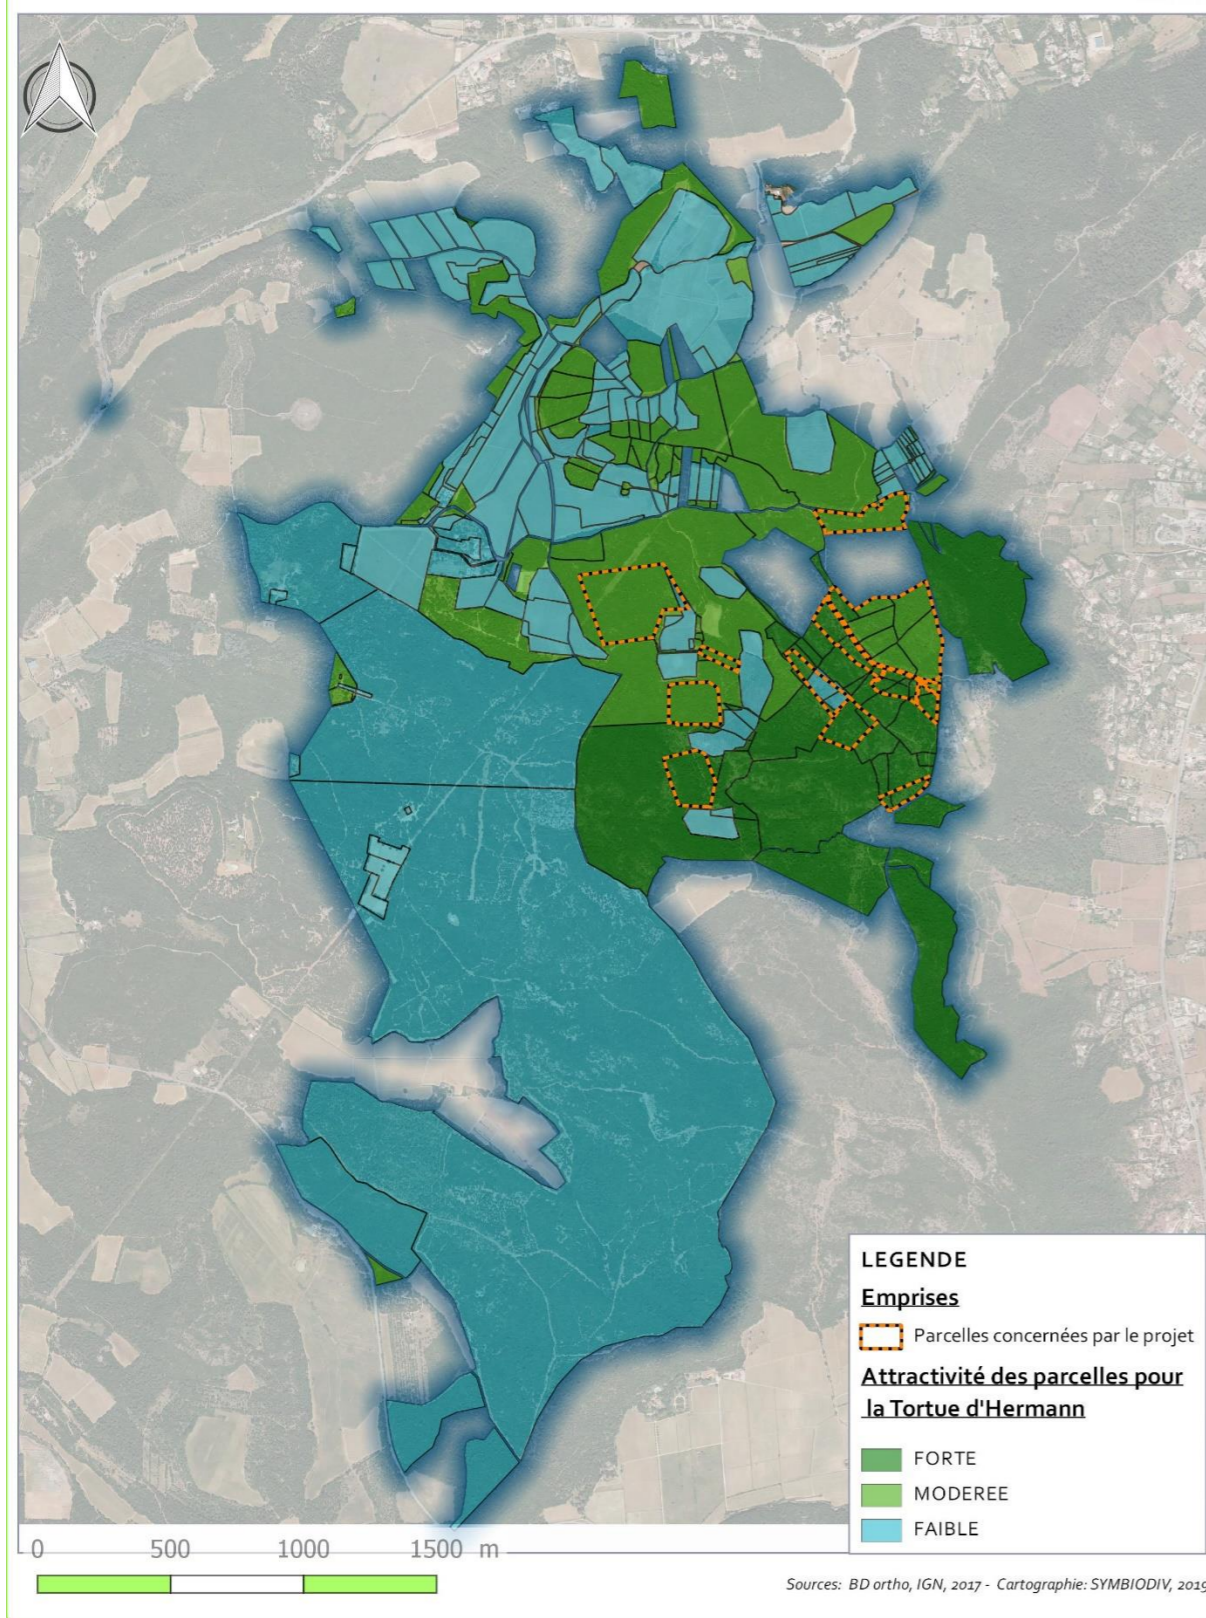 LEGENDE
Emprises
Parcelles concernées par le projet
Attractivité des parcelles pour
la Tortue d'Hermann
FORTE
MODEREE
FAIBLE
0 500 1000 1500 m
Sources: BD ortho, IGN, 2017 - Cartographie: SYMBIODIV, 2019